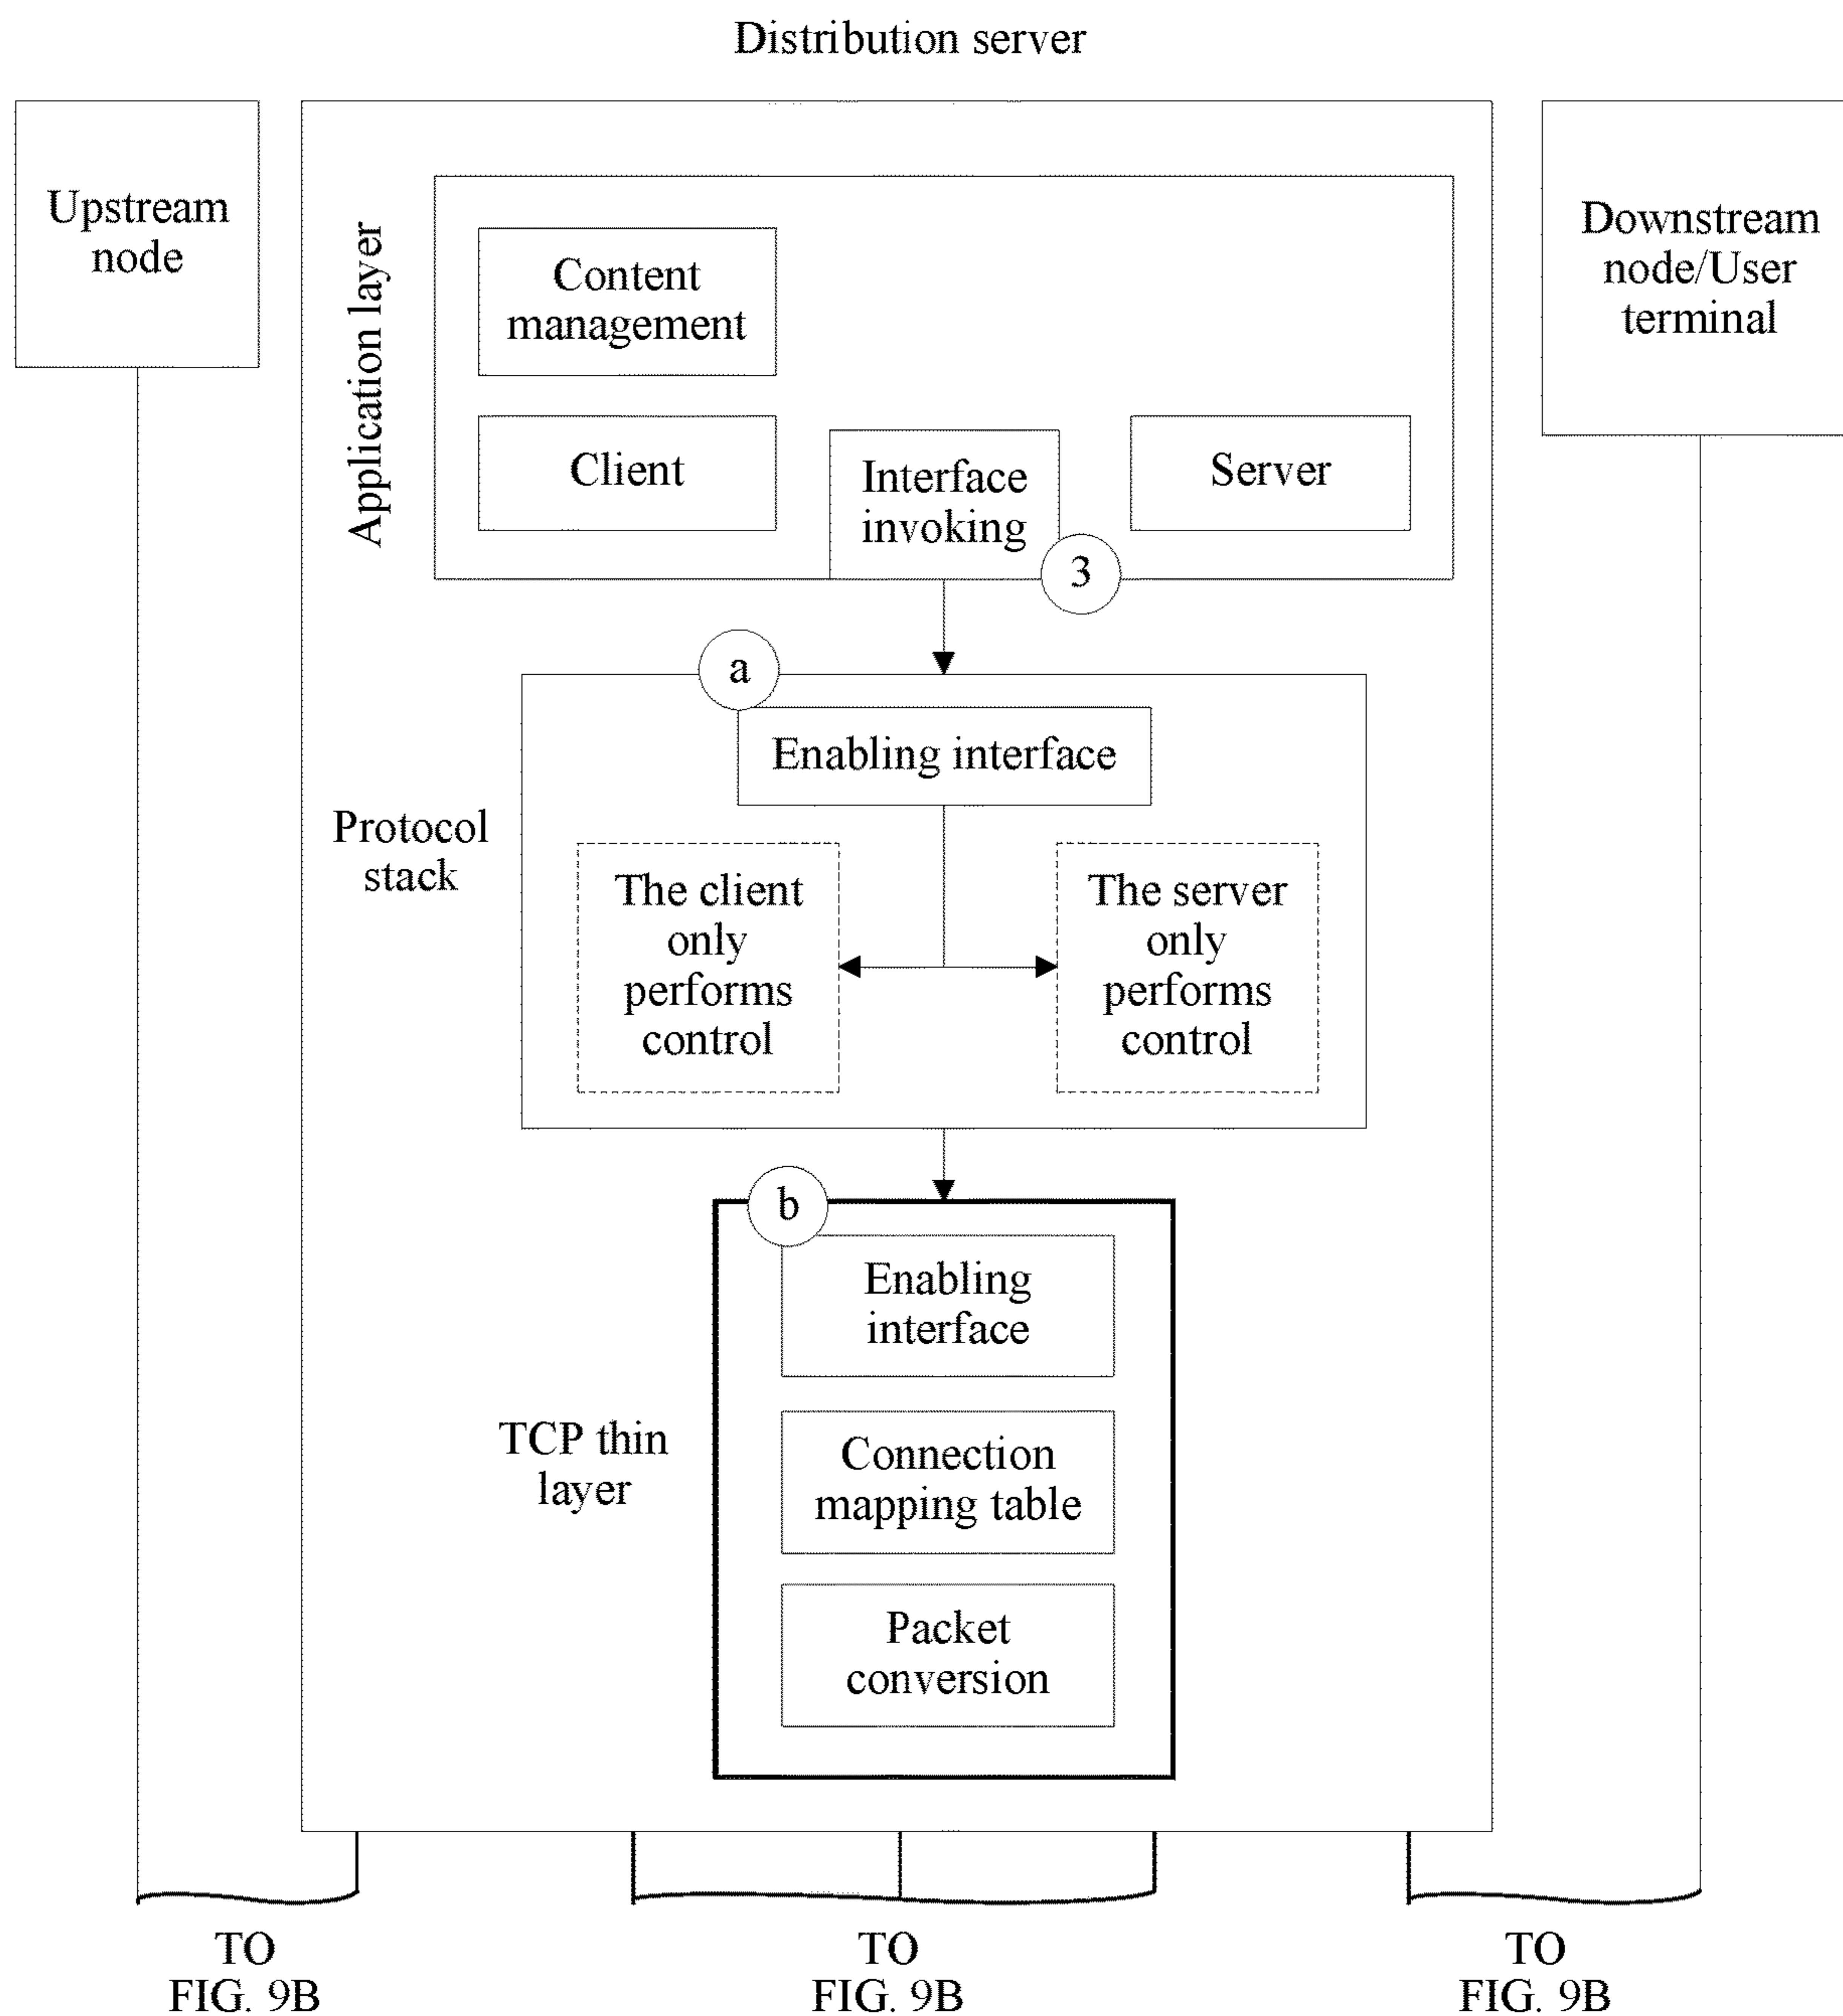 Distribution server
Upstream
node
Application layer
Content
management
Client
Interface
invoking
3
Server
Downstream
node/User
terminal
Protocol
stack
a
Enabling interface
The client
only
performs
control
The server
only
performs
control
TCP thin
layer
b
Enabling
interface
Connection
mapping table
Packet
conversion
TO
FIG. 9B
TO
FIG. 9B
TO
FIG. 9B